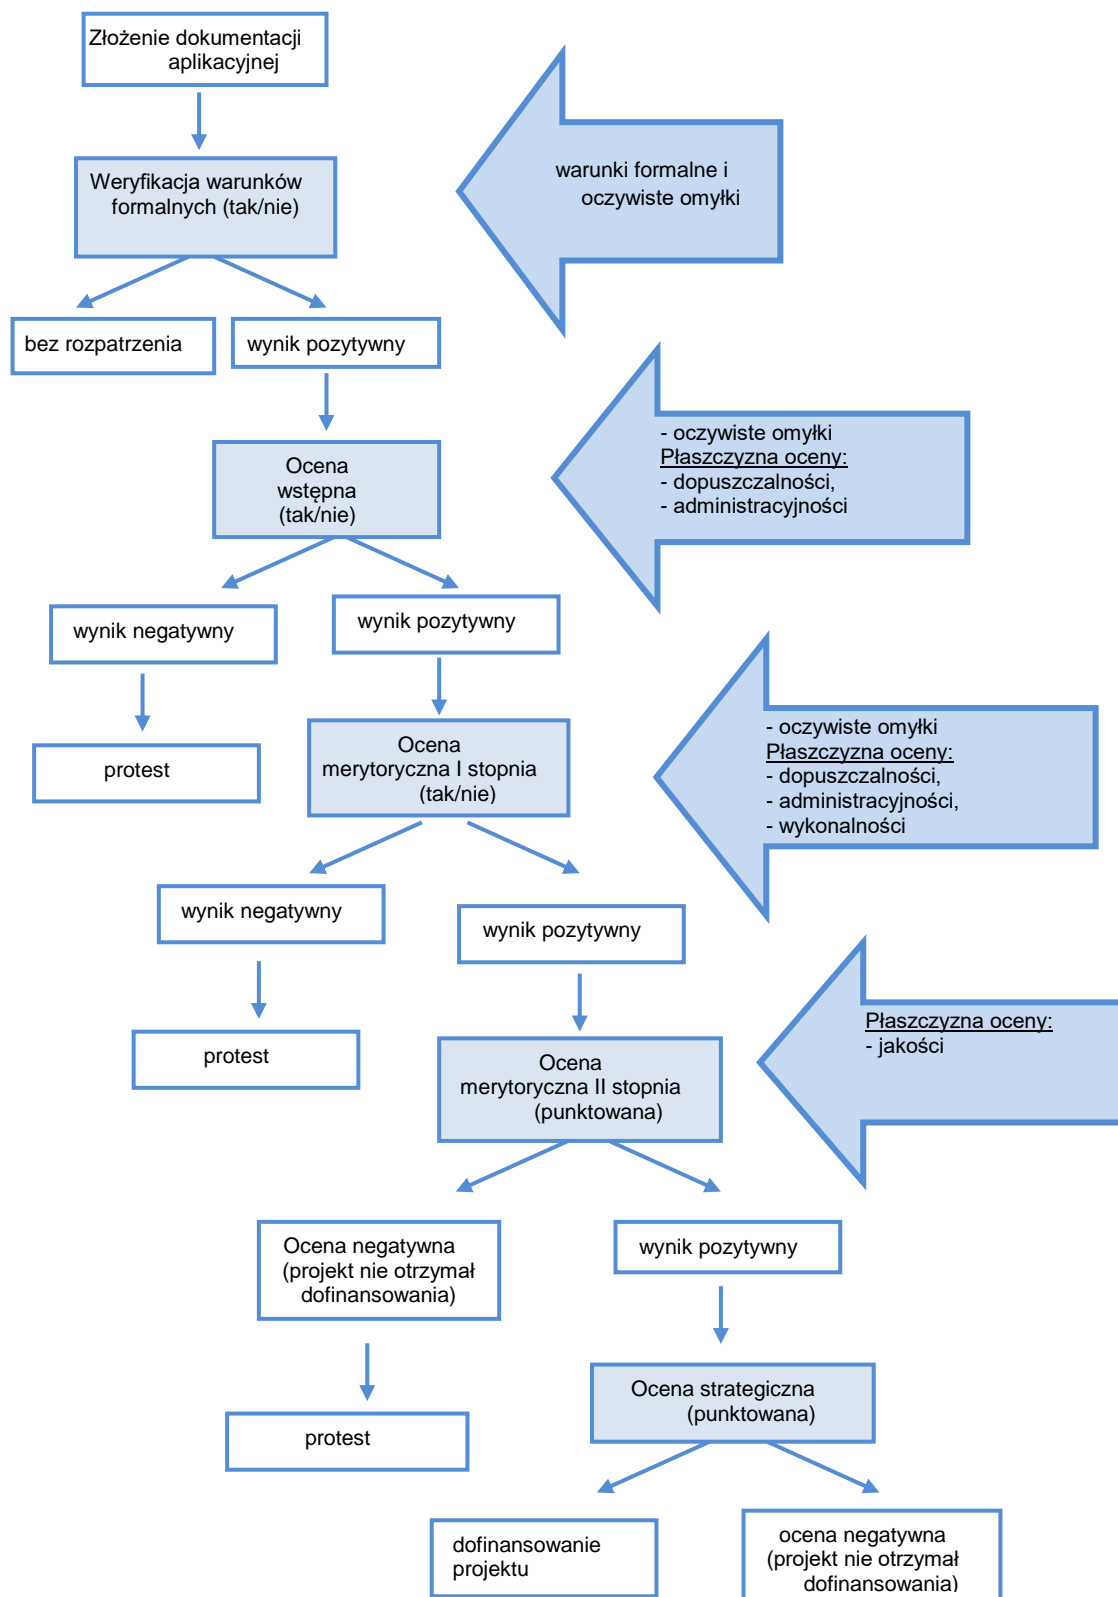 Złożenie dokumentacji
aplikacyjnej
Weryfikacja warunków
formalnych (tak/nie)
warunki formalne i
oczywiste omyłki
bez rozpatrzenia
wynik pozytywny
- oczywiste omyłki
Płaszczyzna oceny:
- dopuszczalności,
- administracyjności
Ocena
wstępna
(tak/nie)
wynik negatywny
wynik pozytywny
protest
Ocena
merytoryczna I stopnia
(tak/nie)
- oczywiste omyłki
Płaszczyzna oceny:
- dopuszczalności,
- administracyjności,
- wykonalności
wynik negatywny
wynik pozytywny
protest
Ocena
merytoryczna II stopnia
(punktowana)
Płaszczyzna oceny:
- jakości
Ocena negatywna
(projekt nie otrzymał
dofinansowania)
wynik pozytywny
protest
Ocena strategiczna
(punktowana)
dofinansowanie
projektu
ocena negatywna
(projekt nie otrzymał
dofinansowania)